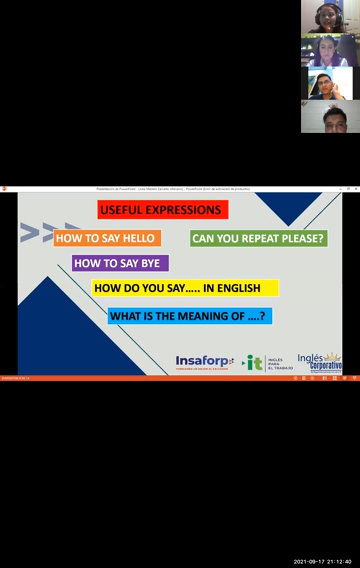 USEFUL EXPRESSIONS
HOW TO SAY HELLO
CAN YOU REPEAT PLEASE?
HOW TO SAY BYE
HOW DO YOU SAY..... IN ENGLISH
WHAT IS THE MEANING OF ....?
Insaforp
it
INGLÉS
PARA
EL TRABAJO
Inglés
Corporativo
2021-09-17 21:12:40